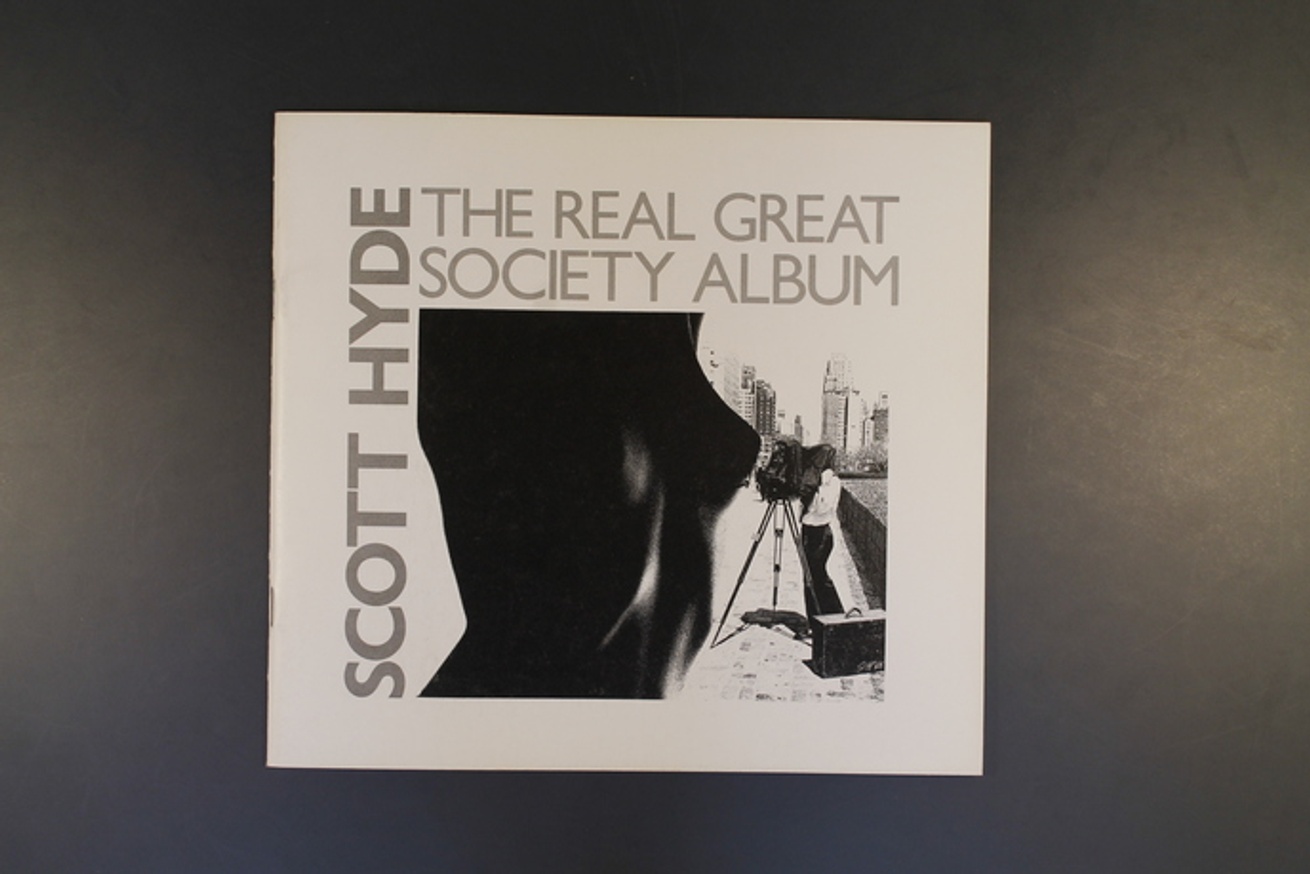 SCOTT HYDE
THE REAL GREAT
SOCIETY ALBUM